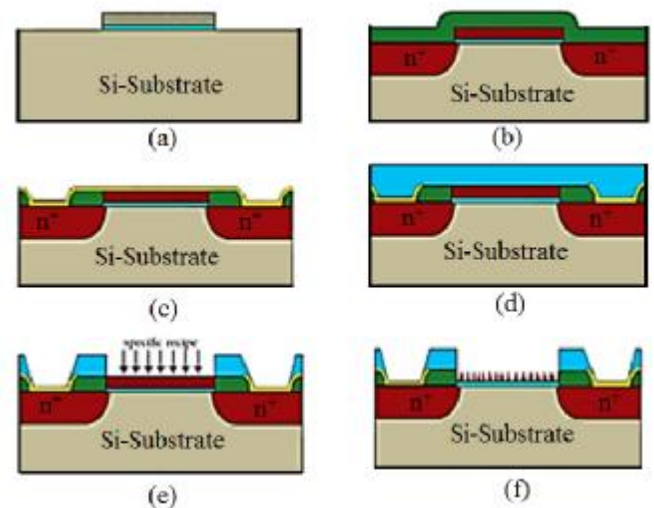 Si-Substrate
(a)
n⁺ n⁺
Si-Substrate
(b)
n⁺ n⁺
Si-Substrate
(c)
n⁺ n⁺
Si-Substrate
(d)
specific recipe
n⁺ n⁺
Si-Substrate
(e)
n⁺ n⁺
Si-Substrate
(f)